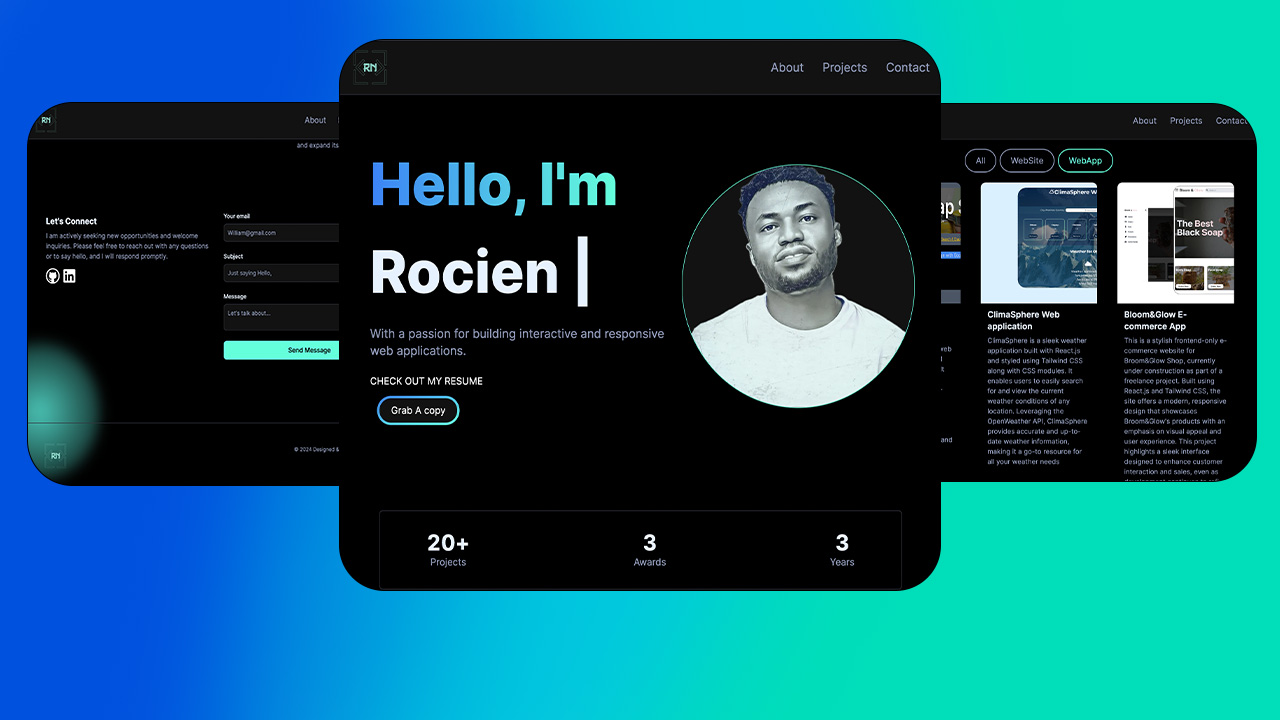 RN
About
and expand its
Let's Connect
I am actively seeking new opportunities and welcome
inquiries. Please feel free to reach out with any questions
or to say hello, and I will respond promptly.
Your email
William@gmail.com
Subject
Just saying Hello,
Message
Let's talk about...
Send Message
RN
© 2024 Designed &
RN
About Projects Contact
Hello, I'm
Rocien |
With a passion for building interactive and responsive
web applications.
CHECK OUT MY RESUME
Grab A copy
20+
Projects
3
Awards
3
Years
About Projects Contact
All WebSite WebApp
web
and
ClimaSphere W
ClimaSphere Web
application
ClimaSphere is a sleek weather
application built with React.js
and styled using Tailwind CSS
along with CSS modules. It
enables users to easily search
for and view the current
weather conditions of any
location. Leveraging the
OpenWeather API, ClimaSphere
provides accurate and up-to-
date weather information,
making it a go-to resource for
all your weather needs
The Best
Black Soap
Bloom&Glow E-
commerce App
This is a stylish frontend-only e-
commerce website for
Broom&Glow Shop, currently
under construction as part of a
freelance project. Built using
React.js and Tailwind CSS, the
site offers a modern, responsive
design that showcases
Broom&Glow's products with an
emphasis on visual appeal and
user experience. This project
highlights a sleek interface
designed to enhance customer
interaction and sales, even as